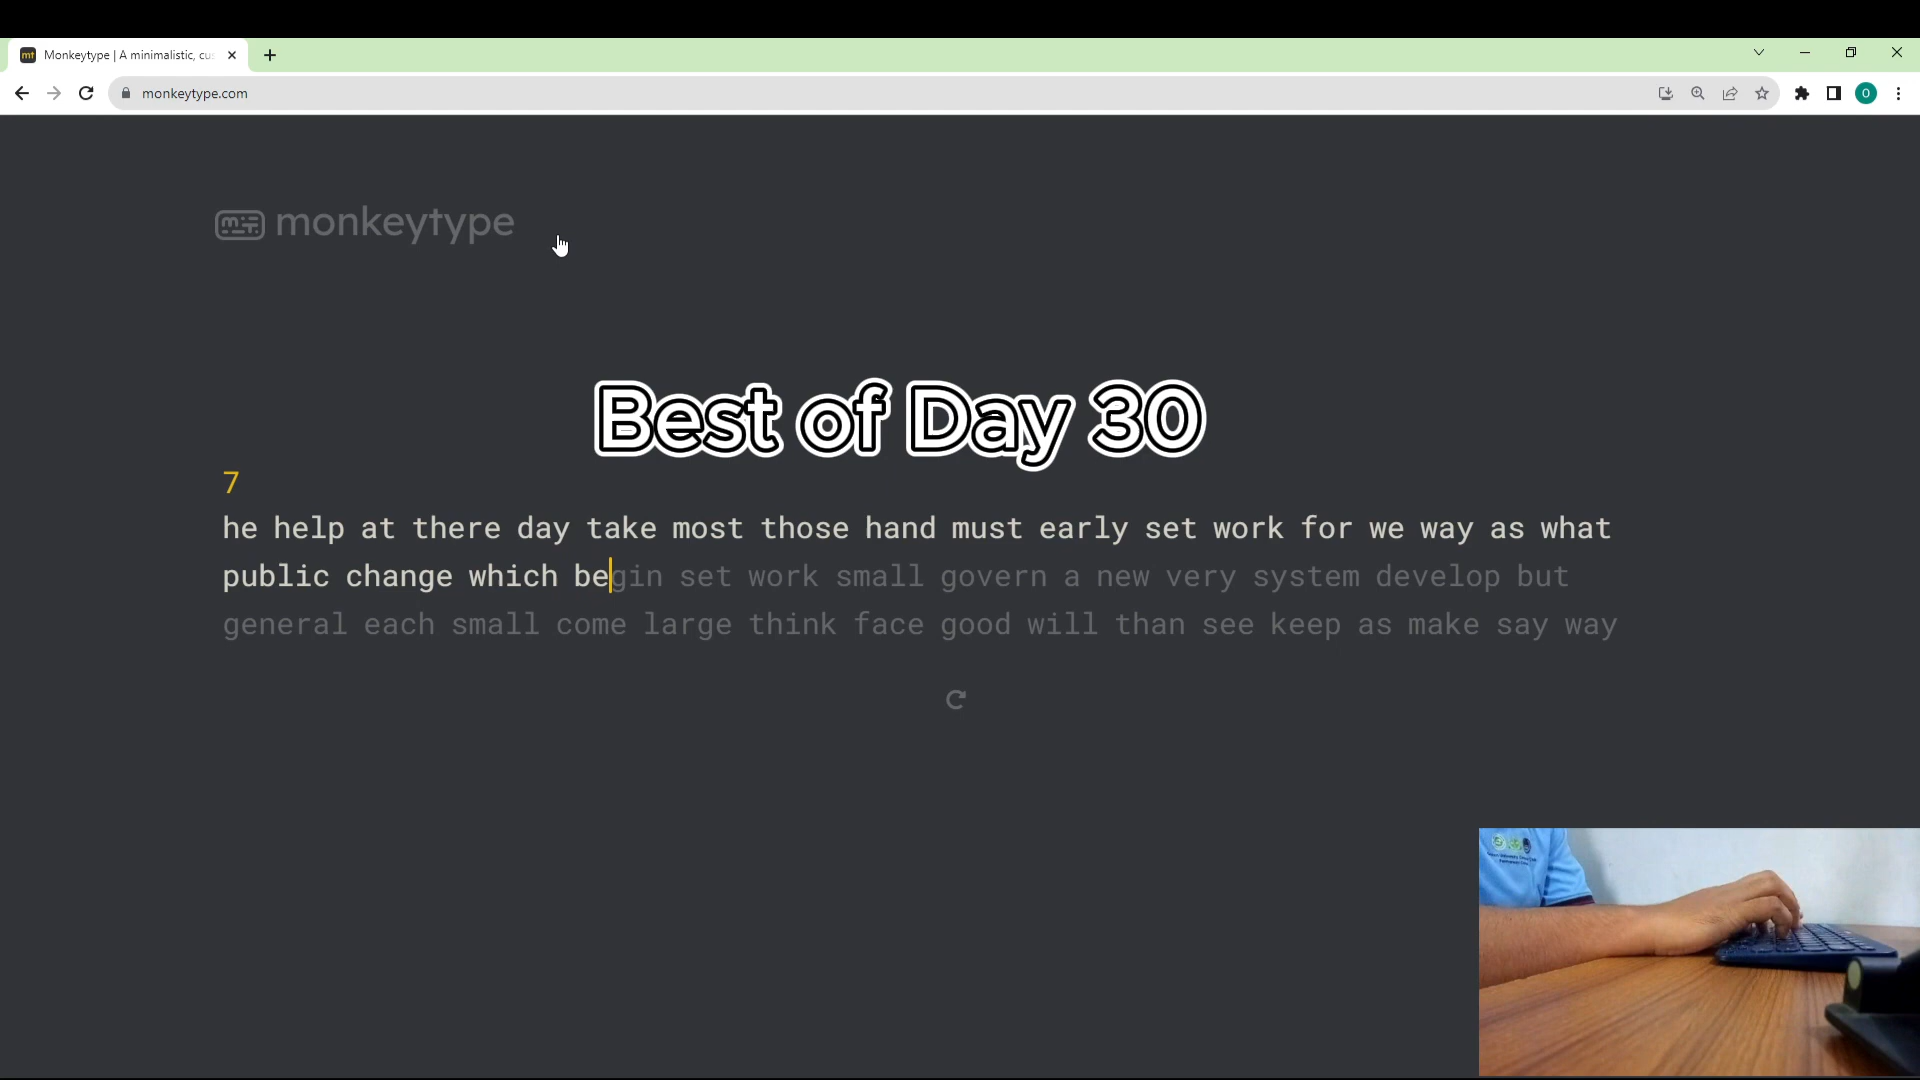 mt Monkeytype | A minimalistic, cu
monkeytype.com
O
monkeytype
Best of Day 30
7
he help at there day take most those hand must early set work for we way as what
public change which begin set work small govern a new very system develop but
general each small come large think face good will than see keep as make say way